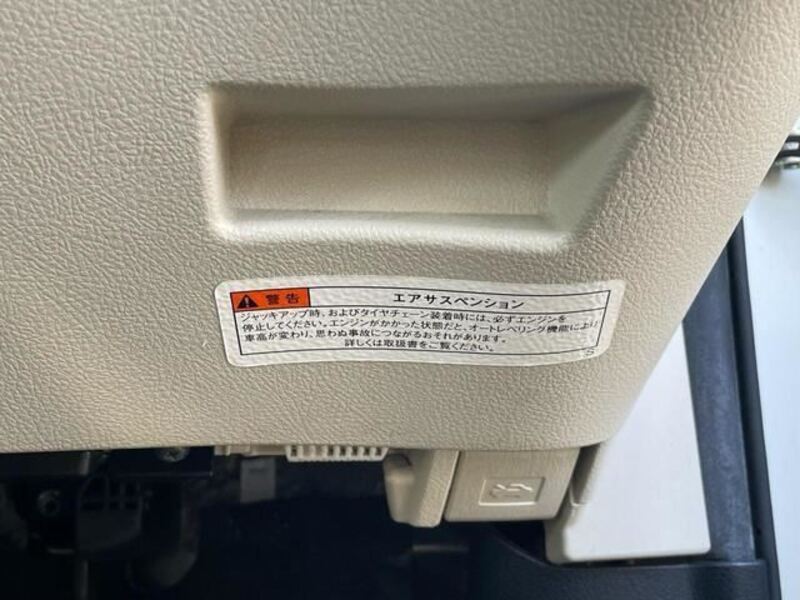 警告 エアサスペンション
ジャッキアップ時、およびタイヤチェーン装着時には、必ずエンジンを
停止してください。エンジンがかかった状態だと、オートレベリング機能により
車高が変わり、思わぬ事故につながるおそれがあります。
詳しくは取扱書をご覧ください。